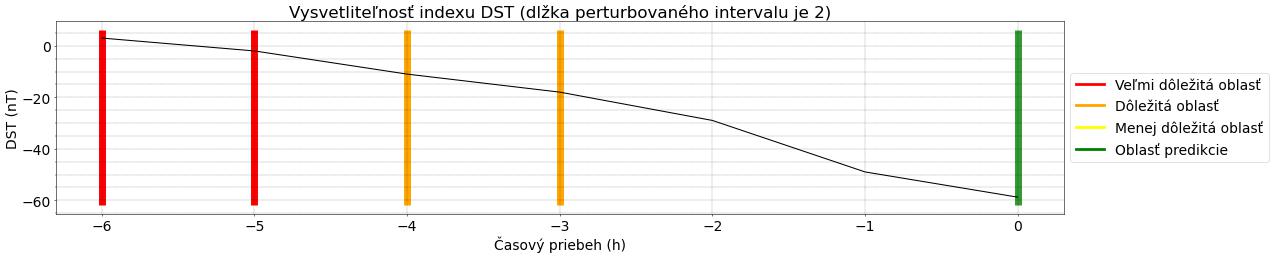 Vysvetliteľnosť indexu DST (dĺžka perturbovaného intervalu je 2)
DST (nT)
0
−20
−40
−60
−6
−5
−4
−3
−2
−1
0
Časový priebeh (h)
Veľmi dôležitá oblasť
Dôležitá oblasť
Menej dôležitá oblasť
Oblasť predikcie